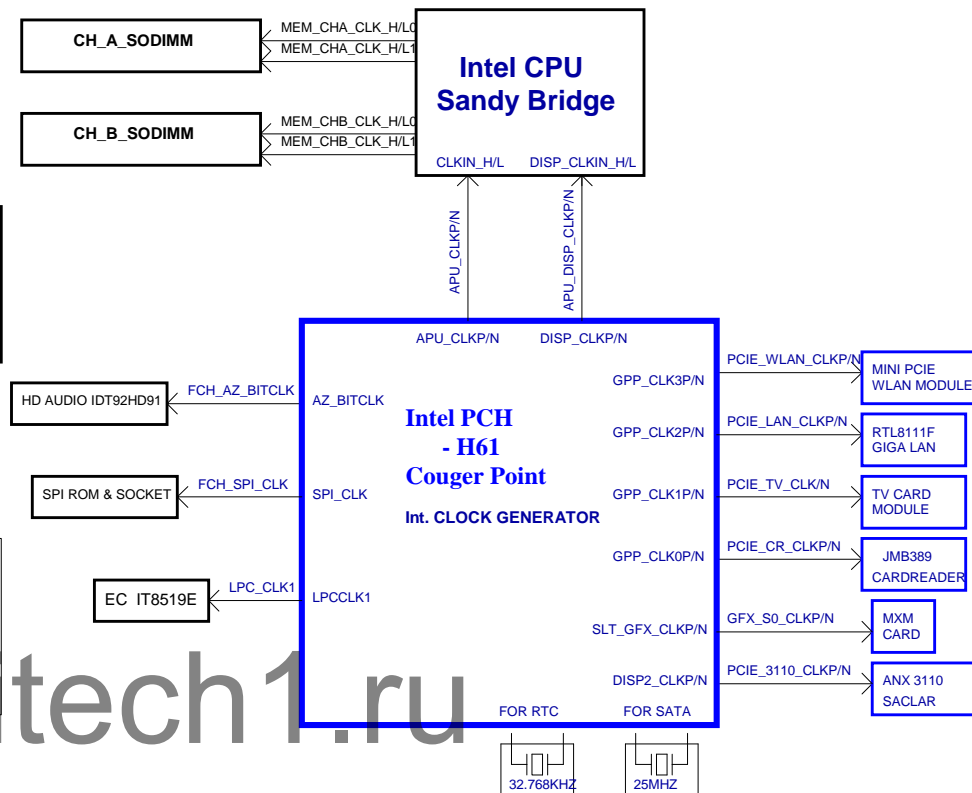 CH_A_SODIMM
MEM_CHA_CLK_H/L0
MEM_CHA_CLK_H/L1
CH_B_SODIMM
MEM_CHB_CLK_H/L0
MEM_CHB_CLK_H/L1
Intel CPU
Sandy Bridge
CLKIN_H/L
DISP_CLKIN_H/L
APU_CLKP/N
APU_DISP_CLKP/N
APU_CLKP/N
DISP_CLKP/N
HD AUDIO IDT92HD91
FCH_AZ_BITCLK
AZ_BITCLK
SPI ROM & SOCKET
FCH_SPI_CLK
SPI_CLK
EC IT8519E
LPC_CLK1
LPCCLK1
Intel PCH
- H61
Couger Point
Int. CLOCK GENERATOR
GPP_CLK3P/N
PCIE_WLAN_CLKP/N
MINI PCIE
WLAN MODULE
GPP_CLK2P/N
PCIE_LAN_CLKP/N
RTL8111F
GIGA LAN
GPP_CLK1P/N
PCIE_TV_CLK/N
TV CARD
MODULE
GPP_CLK0P/N
PCIE_CR_CLKP/N
JMB389
CARDREADER
SLT_GFX_CLKP/N
GFX_S0_CLKP/N
MXM
CARD
DISP2_CLKP/N
PCIE_3110_CLKP/N
ANX 3110
SACLAR
FOR RTC
FOR SATA
32.768KHZ
25MHZ
tech1.ru